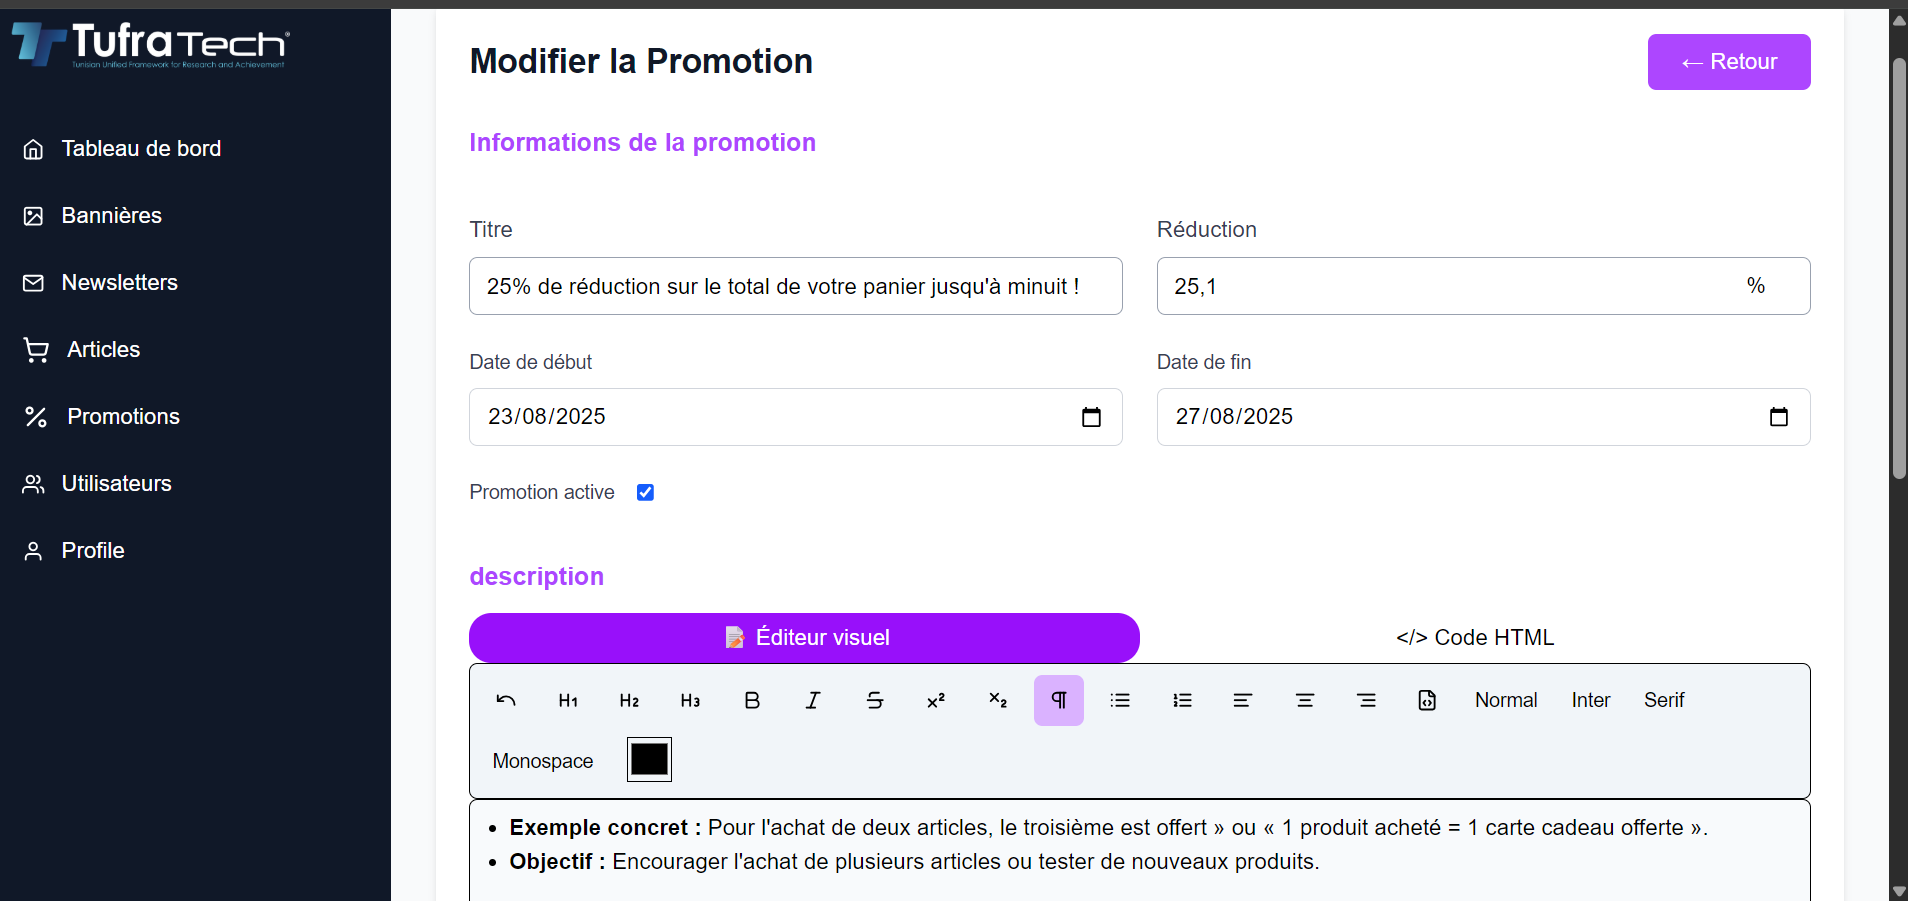 TufraTech®
Tunisian Unified Framework for Research and Achievement
Tableau de bord
Bannières
Newsletters
Articles
Promotions
Utilisateurs
Profile
Modifier la Promotion
← Retour
Informations de la promotion
Titre
25% de réduction sur le total de votre panier jusqu'à minuit !
Réduction
25,1 %
Date de début
23/08/2025
Date de fin
27/08/2025
Promotion active
description
Éditeur visuel
</> Code HTML
H1 H2 H3 B I S x² x₂ ¶ Normal Inter Serif
Monospace
• Exemple concret : Pour l'achat de deux articles, le troisième est offert » ou « 1 produit acheté = 1 carte cadeau offerte ».
• Objectif : Encourager l'achat de plusieurs articles ou tester de nouveaux produits.